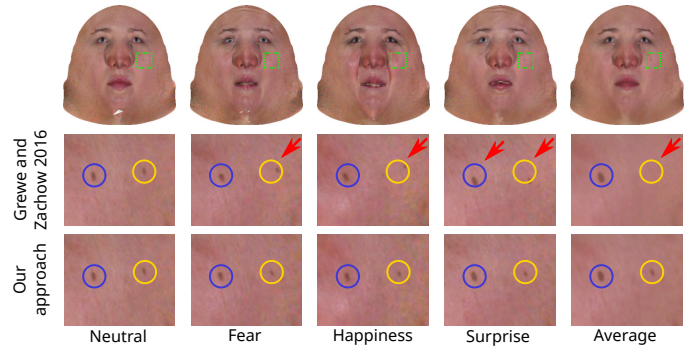 Grewe and
Zachow 2016
Our
approach
Neutral
Fear
Happiness
Surprise
Average